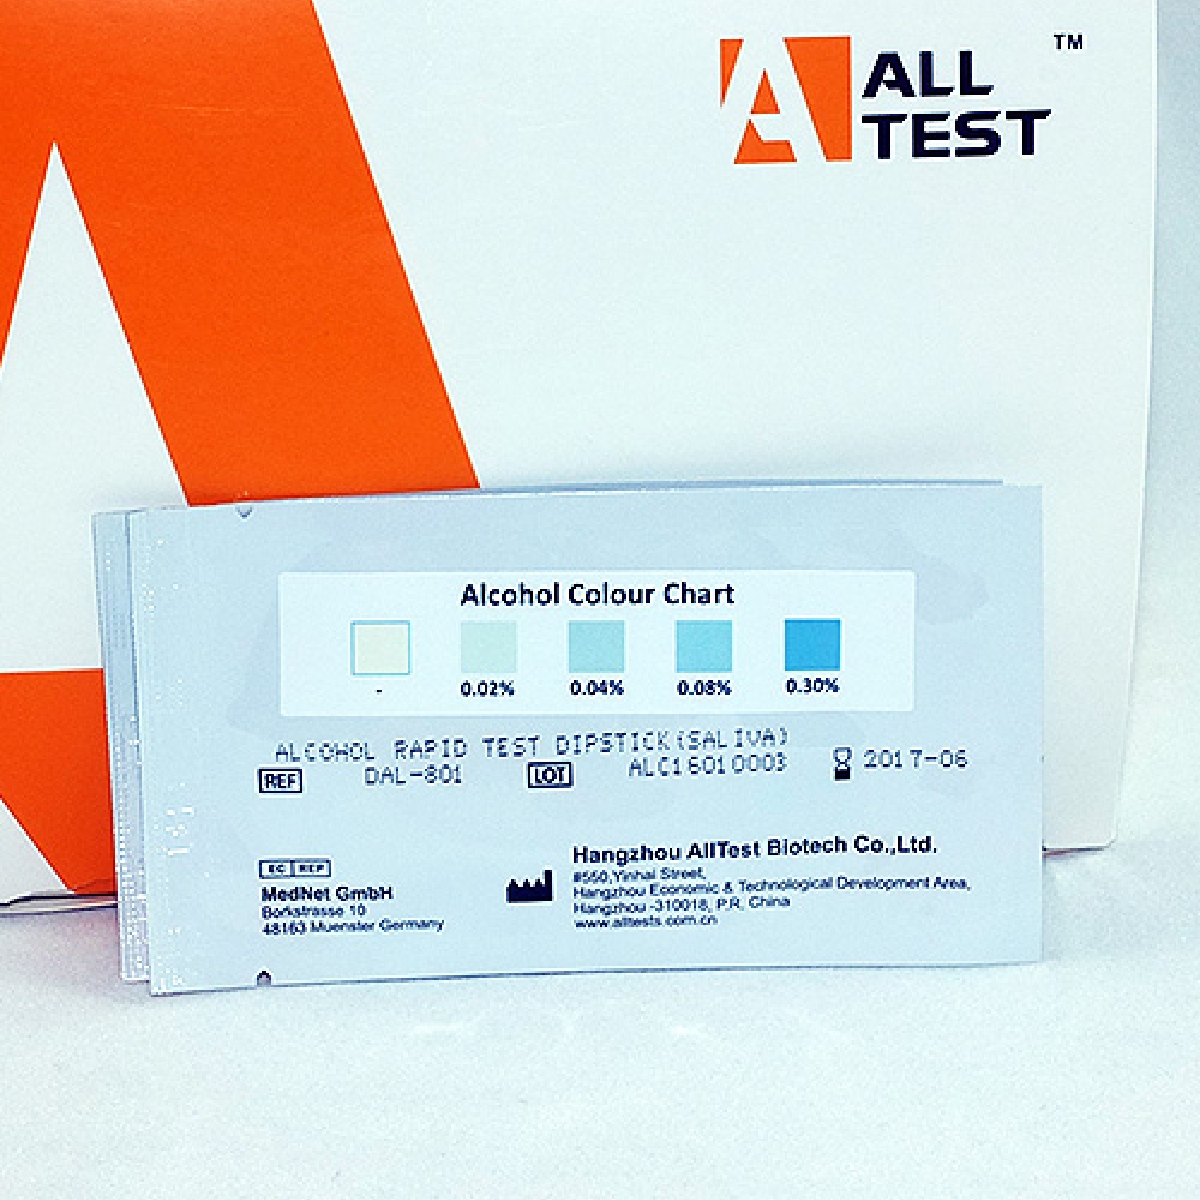 ALL
TEST
™
Alcohol Colour Chart
- 0.02% 0.04% 0.08% 0.30%
ALCOHOL RAPID TEST DIPSTICK(SALIVA)
REF DAL-801 LOT ALC16010003 2017-06
EC REP
MedNet GmbH
Borkstrasse 10
48163 Muenster Germany
Hangzhou AllTest Biotech Co.,Ltd.
#550,Yinhai Street,
Hangzhou Economic & Technological Development Area,
Hangzhou -310018, P.R. China
www.alltests.com.cn